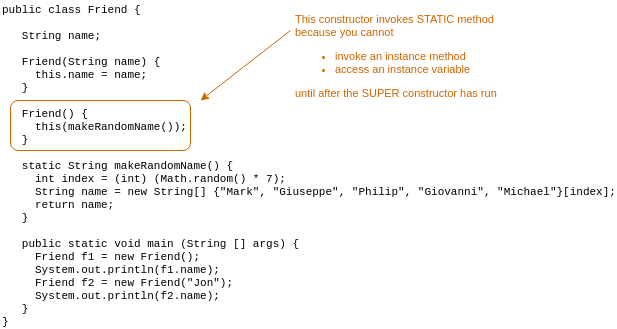 public class Friend {
String name;
Friend(String name) {
this.name = name;
}
Friend() {
this(makeRandomName());
}
static String makeRandomName() {
int index = (int) (Math.random() * 7);
String name = new String[] {"Mark", "Giuseppe", "Philip", "Giovanni", "Michael"}[index];
return name;
}
public static void main (String [] args) {
Friend f1 = new Friend();
System.out.println(f1.name);
Friend f2 = new Friend("Jon");
System.out.println(f2.name);
}
}
This constructor invokes STATIC method
because you cannot
• invoke an instance method
• access an instance variable
until after the SUPER constructor has run